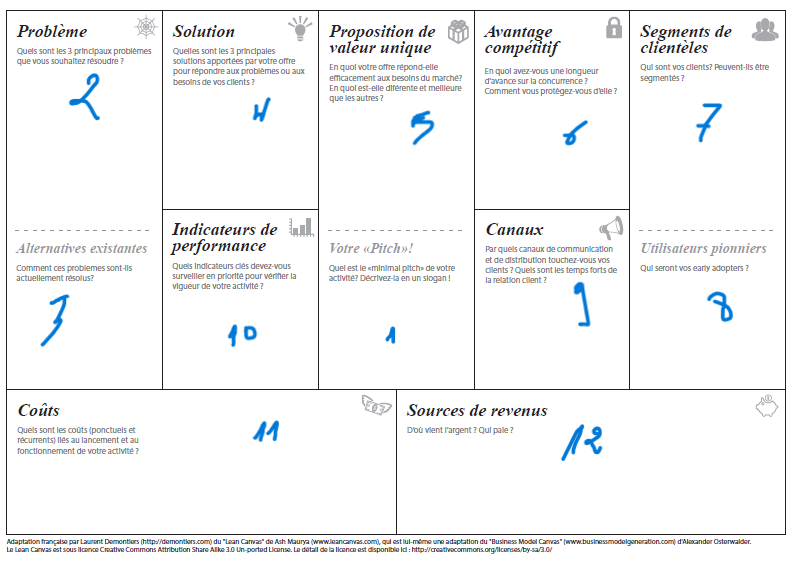 Problème
Quels sont les 3 principaux problèmes
que vous souhaitez résoudre ?
2
Alternatives existantes
Comment ces problemes sont-ils
actuellement résolus?
3
Solution
Quelles sont les 3 principales
solutions apportées par votre offre
pour répondre aux problèmes ou aux
besoins de vos clients ?
4
Indicateurs de
performance
Quels indicateurs clés devez-vous
surveiller en priorité pour vérifier la
vigueur de votre activité ?
10
Proposition de
valeur unique
En quoi votre offre répond-elle
efficacement aux besoins du marché?
En quoi est-elle diférente et meilleure
que les autres ?
5
Votre «Pitch»!
Quel est le «minimal pitch» de votre
activité? Décrivez-la en un slogan !
1
Avantage
compétitif
En quoi avez-vous une longueur
d'avance sur la concurrence ?
Comment vous protégez-vous d'elle ?
6
Canaux
Par quels canaux de communication
et de distribution touchez-vous vos
clients ? Quels sont les temps forts de
la relation client ?
9
Segments de
clientèles
Qui sont vos clients? Peuvent-ils être
segmentés ?
7
Utilisateurs pionniers
Qui seront vos early adopters ?
8
Coûts
Quels sont les coûts (ponctuels et
récurrents) liés au lancement et au
fonctionnement de votre activité ?
11
Sources de revenus
D'où vient l'argent ? Qui paie ?
12
Adaptation française par Laurent Demontiers (http://demontiers.com) du "Lean Canvas" de Ash Maurya (www.leancanvas.com), qui est lui-même une adaptation du "Business Model Canvas" (www.businessmodelgeneration.com) d'Alexander Osterwalder.
Le Lean Canvas est sous licence Creative Commons Attribution Share Alike 3.0 Un-ported License. Le détail de la licence est disponible ici : http://creativecommons.org/licenses/by-sa/3.0/